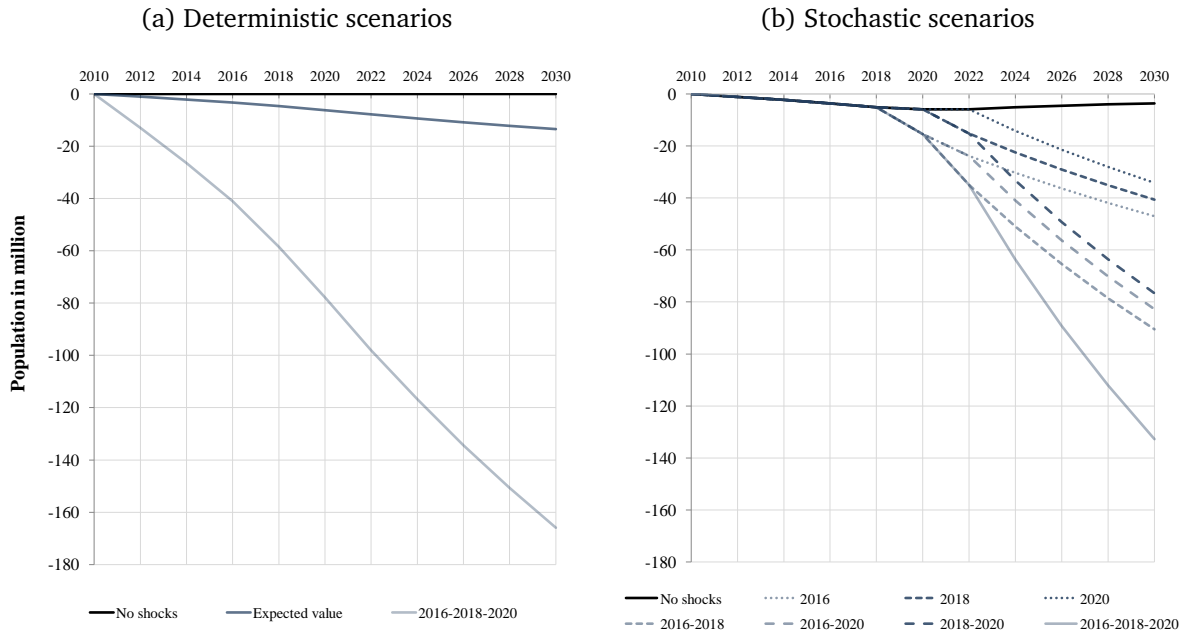 (a) Deterministic scenarios
(b) Stochastic scenarios
2010 2012 2014 2016 2018 2020 2022 2024 2026 2028 2030
0
-20
-40
-60
-80
-100
-120
-140
-160
-180
Population in million
No shocks Expected value 2016-2018-2020
2010 2012 2014 2016 2018 2020 2022 2024 2026 2028 2030
0
-20
-40
-60
-80
-100
-120
-140
-160
-180
No shocks 2016 2018 2020
2016-2018 2016-2020 2018-2020 2016-2018-2020